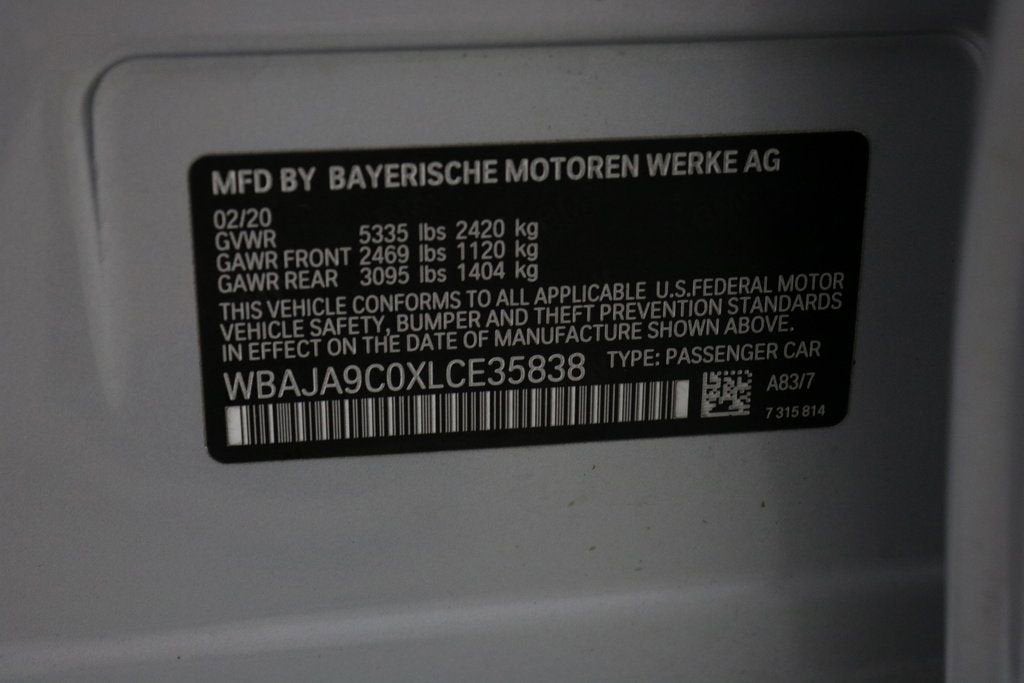 MFD BY BAYERISCHE MOTOREN WERKE AG
02/20
GVWR 5335 lbs 2420 kg
GAWR FRONT 2469 lbs 1120 kg
GAWR REAR 3095 lbs 1404 kg
THIS VEHICLE CONFORMS TO ALL APPLICABLE U.S.FEDERAL MOTOR
VEHICLE SAFETY, BUMPER AND THEFT PREVENTION STANDARDS
IN EFFECT ON THE DATE OF MANUFACTURE SHOWN ABOVE.
WBAJA9C0XLCE35838 TYPE: PASSENGER CAR
A83/7
7 315 814